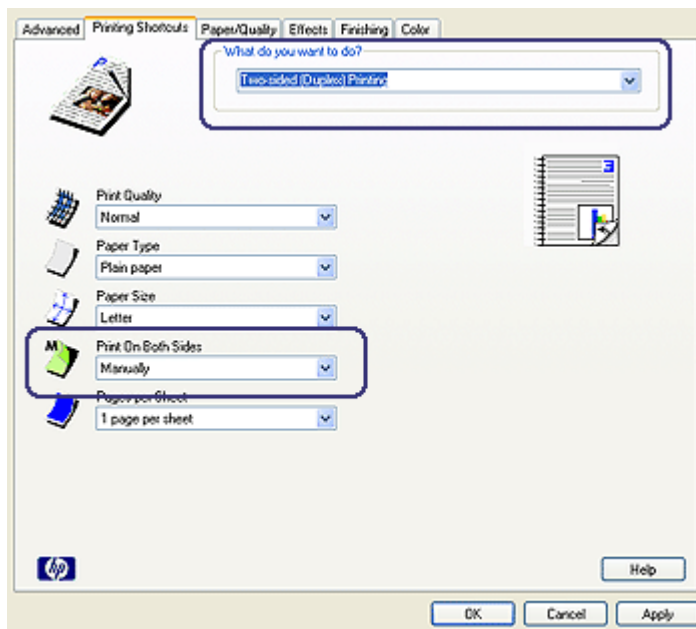 Advanced
Printing Shortcuts
Paper/Quality
Effects
Finishing
Color
What do you want to do?
Two-sided (Duplex) Printing
3
Print Quality
Normal
Paper Type
Plain paper
Paper Size
Letter
M
Print On Both Sides
Manually
Pages per Sheet
1 page per sheet
hp
Help
OK
Cancel
Apply